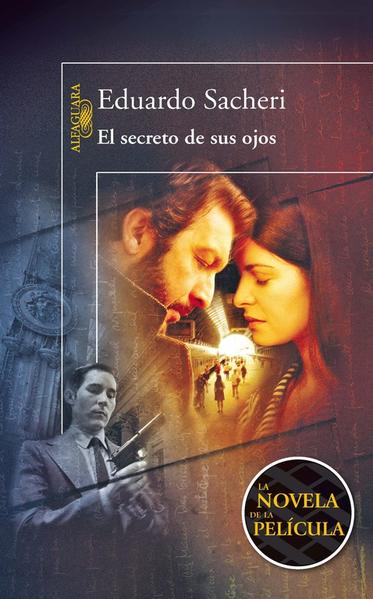 ALFAGUARA
Eduardo Sacheri
El secreto de sus ojos
LA
NOVELA
DE LA
PELÍCULA